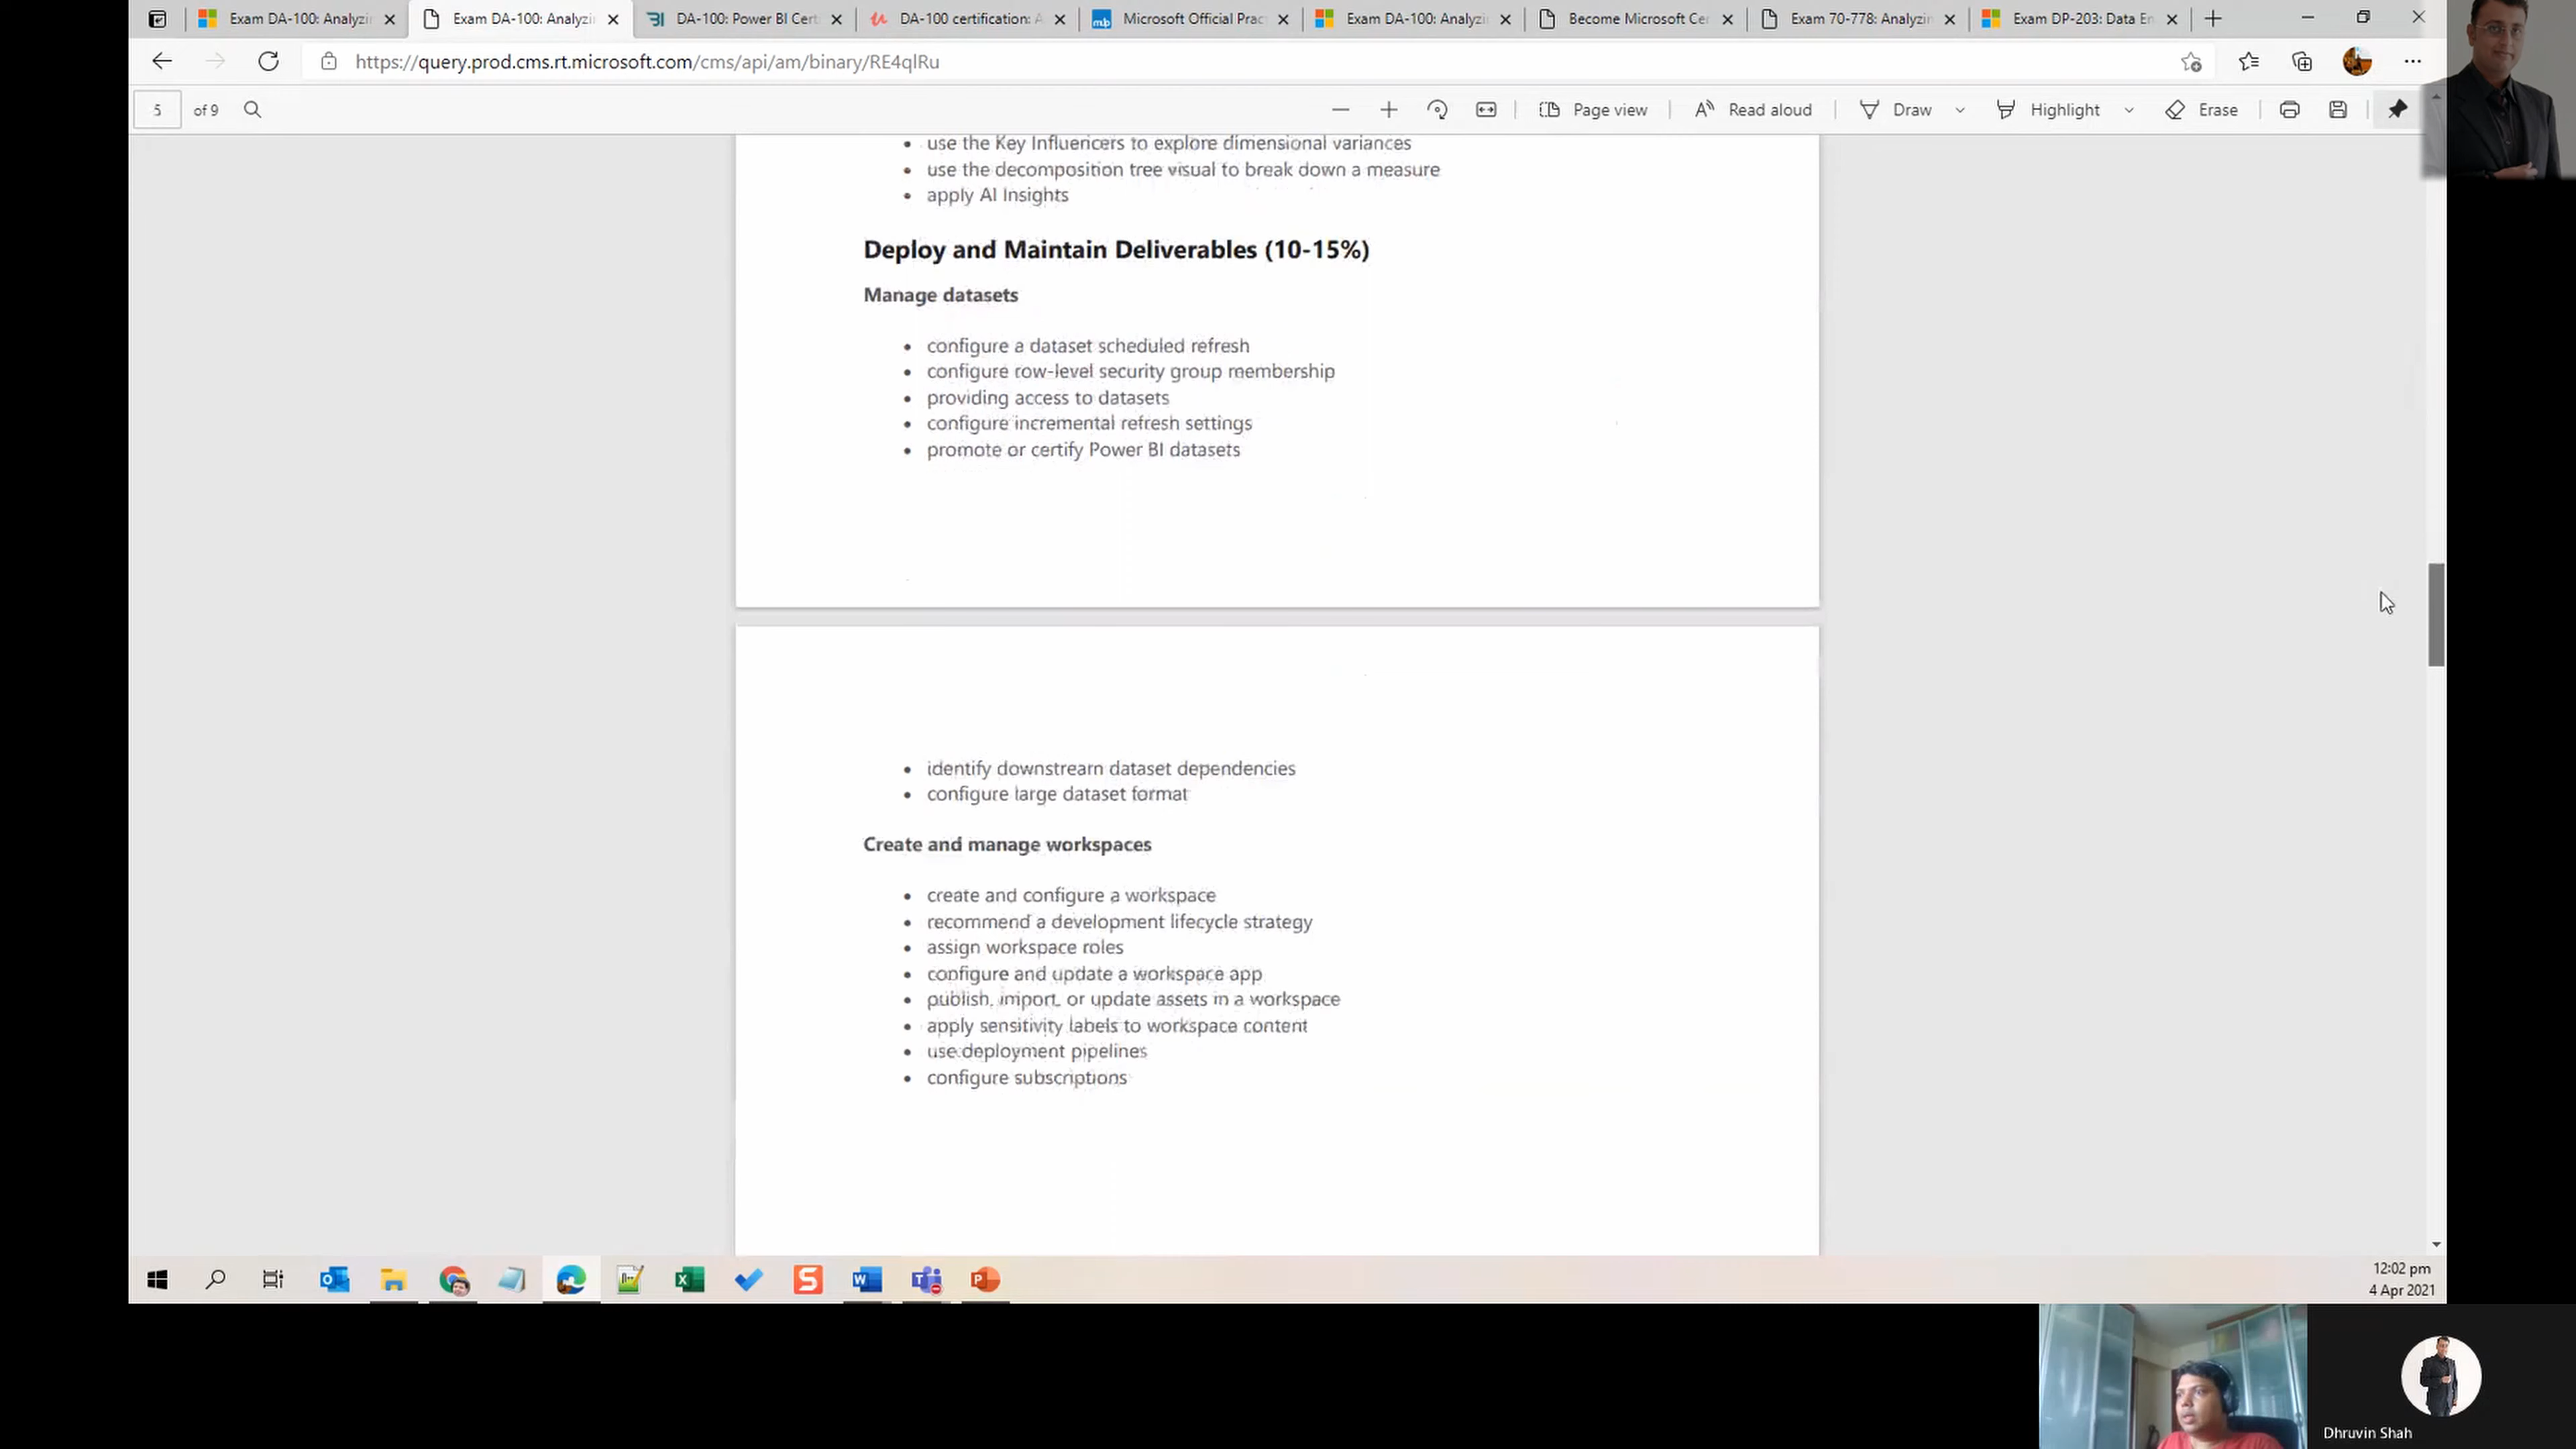 Exam DA-100: Analyzi
Exam DA-100: Analyzi
DA-100: Power BI Cert
DA-100 certification: A
Microsoft Official Prac
Exam DA-100: Analyzi
Become Microsoft Cer
Exam 70-778: Analyzin
Exam DP-203: Data En
https://query.prod.cms.rt.microsoft.com/cms/api/am/binary/RE4qlRu
5 of 9
Page view
Read aloud
Draw
Highlight
Erase
• use the Key Influencers to explore dimensional variances
• use the decomposition tree visual to break down a measure
• apply AI Insights
Deploy and Maintain Deliverables (10-15%)
Manage datasets
• configure a dataset scheduled refresh
• configure row-level security group membership
• providing access to datasets
• configure incremental refresh settings
• promote or certify Power BI datasets
• identify downstream dataset dependencies
• configure large dataset format
Create and manage workspaces
• create and configure a workspace
• recommend a development lifecycle strategy
• assign workspace roles
• configure and update a workspace app
• publish, import, or update assets in a workspace
• apply sensitivity labels to workspace content
• use deployment pipelines
• configure subscriptions
12:02 pm
4 Apr 2021
Dhruvin Shah